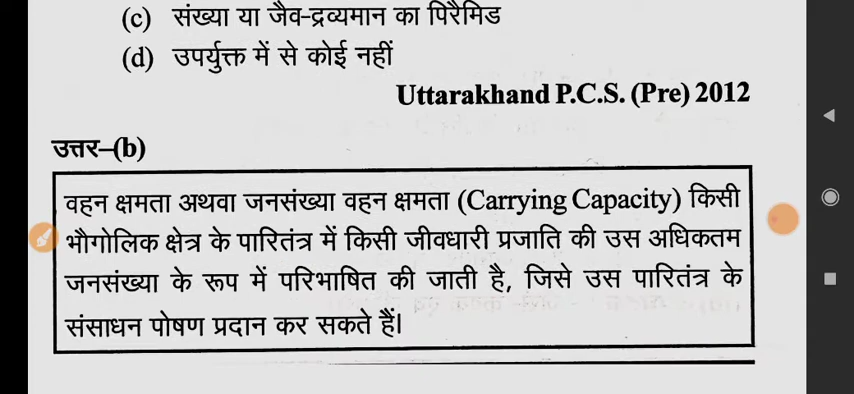 (c) संख्या या जैव-द्रव्यमान का पिरैमिड
(d) उपर्युक्त में से कोई नहीं
Uttarakhand P.C.S. (Pre) 2012
उत्तर–(b)
वहन क्षमता अथवा जनसंख्या वहन क्षमता (Carrying Capacity) किसी
भौगोलिक क्षेत्र के पारितंत्र में किसी जीवधारी प्रजाति की उस अधिकतम
जनसंख्या के रूप में परिभाषित की जाती है, जिसे उस पारितंत्र के
संसाधन पोषण प्रदान कर सकते हैं।